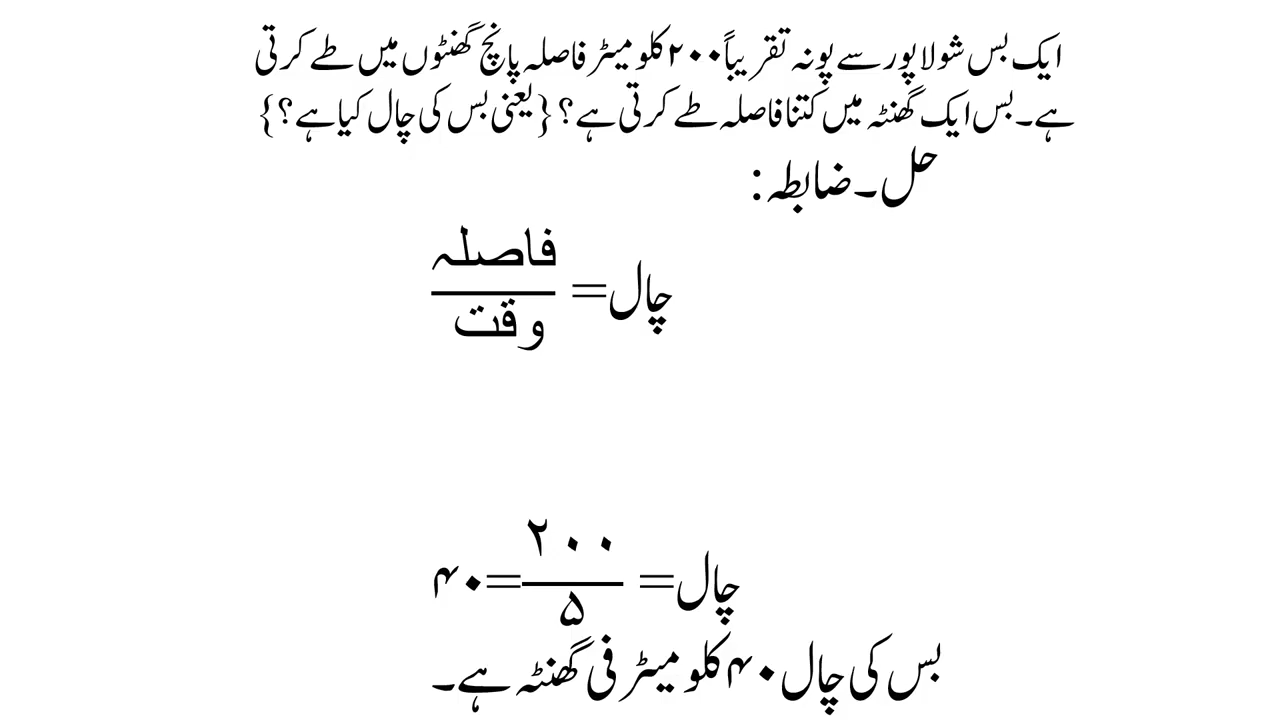 ایک بس شولاپور سے پونہ تقریباً ۲۰۰ کلومیٹر فاصلہ پانچ گھنٹوں میں طے کرتی
ہے۔ بس ایک گھنٹہ میں کتنا فاصلہ طے کرتی ہے؟ {یعنی بس کی چال کیا ہے؟}
حل۔ ضابطہ:
چال = فاصلہ / وقت
چال = ۲۰۰ / ۵ = ۴۰
بس کی چال ۴۰ کلومیٹر فی گھنٹہ ہے۔